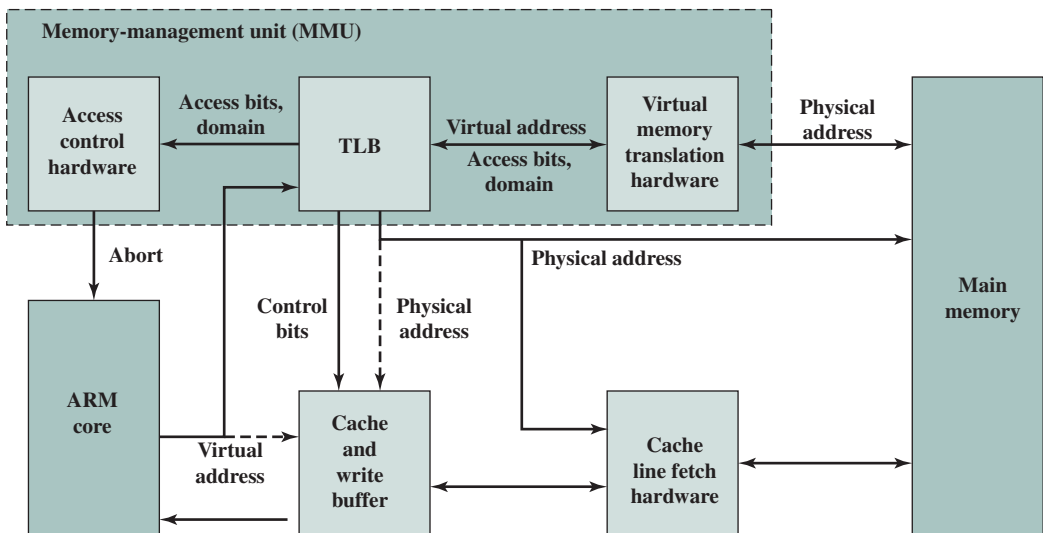 Memory-management unit (MMU)
Access
control
hardware
Access bits,
domain
TLB
Virtual address
Access bits,
domain
Virtual
memory
translation
hardware
Physical
address
Abort
Physical address
Control
bits
Physical
address
Main
memory
ARM
core
Virtual
address
Cache
and
write
buffer
Cache
line fetch
hardware